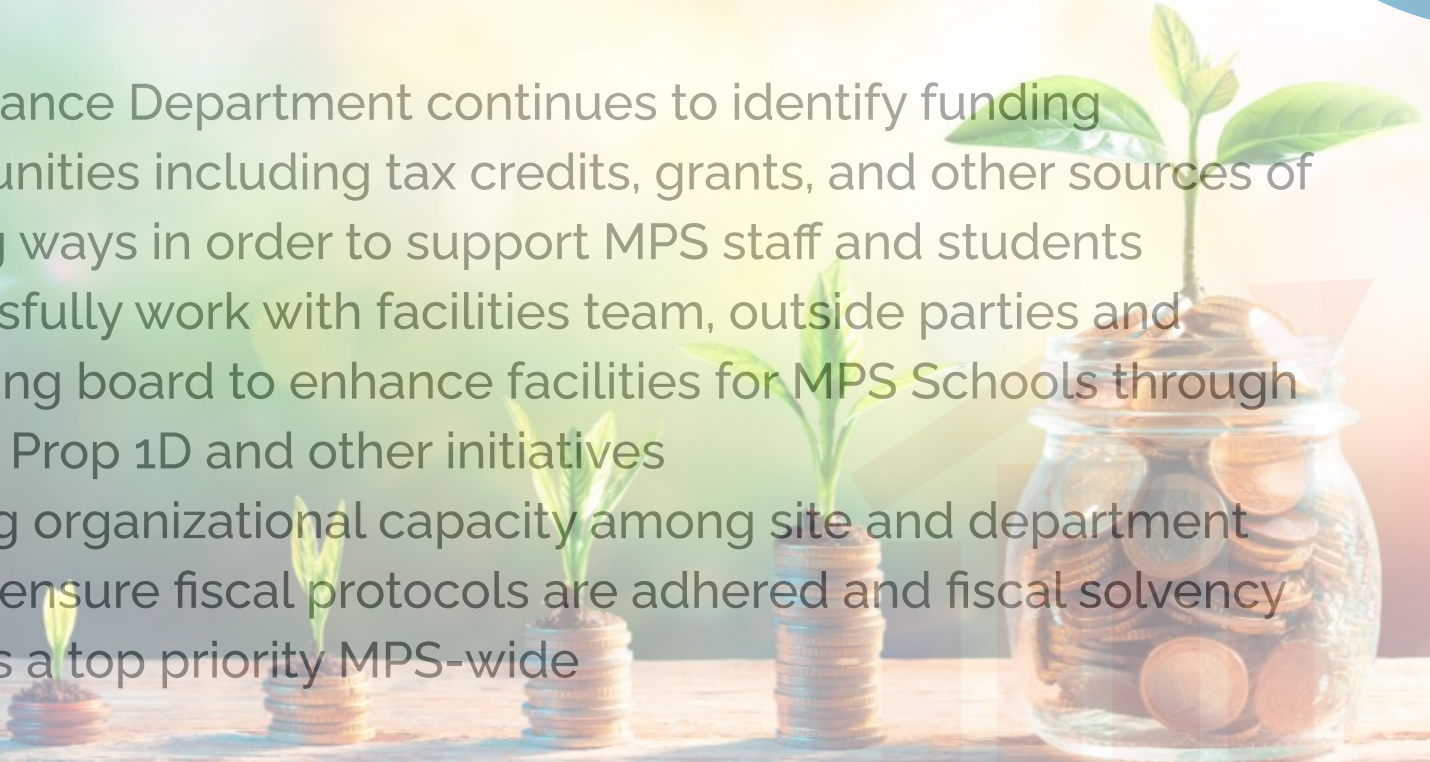 ance Department continues to identify funding
unities including tax credits, grants, and other sources of
g ways in order to support MPS staff and students
sfully work with facilities team, outside parties and
ng board to enhance facilities for MPS Schools through
Prop 1D and other initiatives
g organizational capacity among site and department
ensure fiscal protocols are adhered and fiscal solvency
s a top priority MPS-wide